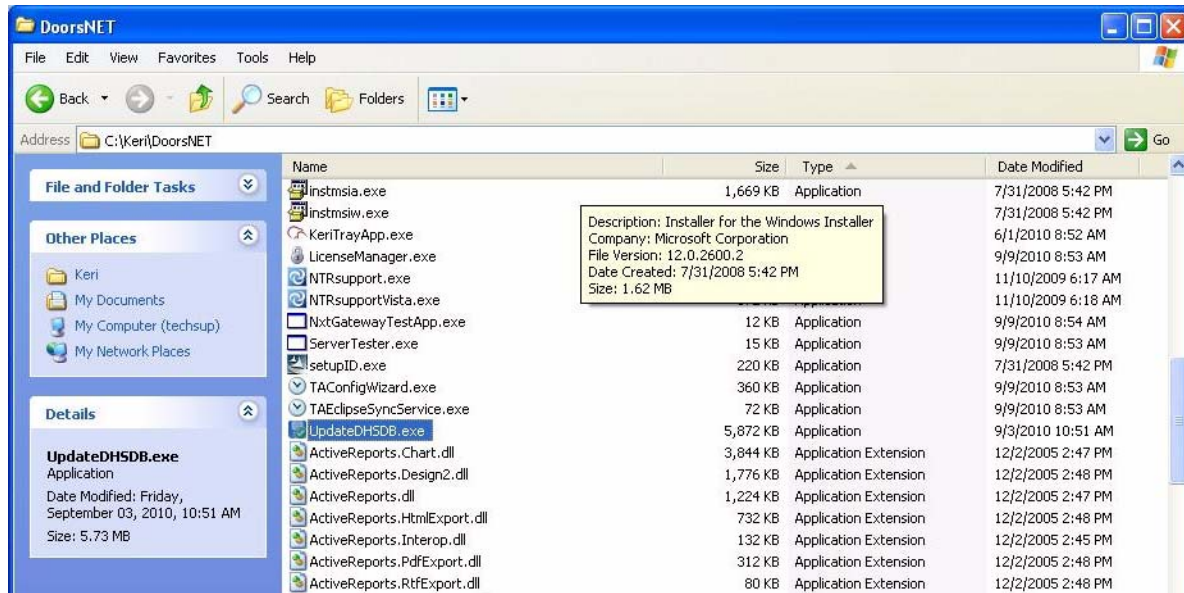 DoorsNET
File Edit View Favorites Tools Help
Back Search Folders
Address C:\Keri\DoorsNET Go
File and Folder Tasks
Other Places
Keri
My Documents
My Computer (techsup)
My Network Places
Details
UpdateDHSDB.exe
Application
Date Modified: Friday,
September 03, 2010, 10:51 AM
Size: 5.73 MB
Name Size Type Date Modified
instmsia.exe 1,669 KB Application 7/31/2008 5:42 PM
instmsiw.exe 7/31/2008 5:42 PM
KeriTrayApp.exe 6/1/2010 8:52 AM
LicenseManager.exe 9/9/2010 8:53 AM
NTRsupport.exe 11/10/2009 6:17 AM
NTRsupportVista.exe 11/10/2009 6:18 AM
NxtGatewayTestApp.exe 12 KB Application 9/9/2010 8:54 AM
ServerTester.exe 15 KB Application 9/9/2010 8:53 AM
setupID.exe 220 KB Application 7/31/2008 5:42 PM
TAConfigWizard.exe 360 KB Application 9/9/2010 8:53 AM
TAEclipseSyncService.exe 72 KB Application 9/9/2010 8:53 AM
UpdateDHSDB.exe 5,872 KB Application 9/3/2010 10:51 AM
ActiveReports.Chart.dll 3,844 KB Application Extension 12/2/2005 2:47 PM
ActiveReports.Design2.dll 1,776 KB Application Extension 12/2/2005 2:48 PM
ActiveReports.dll 1,224 KB Application Extension 12/2/2005 2:47 PM
ActiveReports.HtmlExport.dll 732 KB Application Extension 12/2/2005 2:48 PM
ActiveReports.Interop.dll 132 KB Application Extension 12/2/2005 2:45 PM
ActiveReports.PdfExport.dll 312 KB Application Extension 12/2/2005 2:48 PM
ActiveReports.RtfExport.dll 80 KB Application Extension 12/2/2005 2:48 PM
Description: Installer for the Windows Installer
Company: Microsoft Corporation
File Version: 12.0.2600.2
Date Created: 7/31/2008 5:42 PM
Size: 1.62 MB